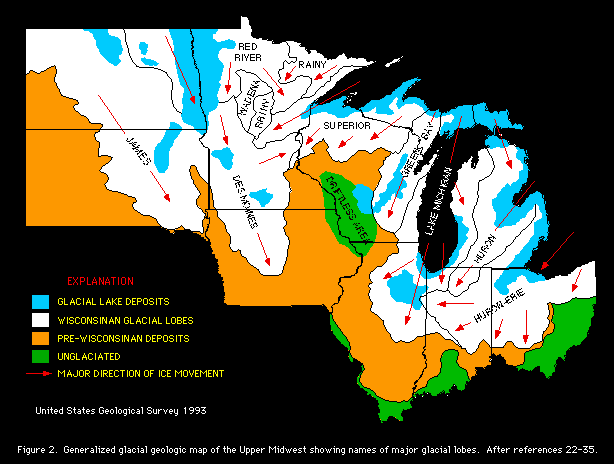 RED
RIVER
RAINY
WADENA
RAINY
SUPERIOR
GREEN BAY
JAMES
DES MOINES
DRIFTLESS AREA
LAKE MICHIGAN
HURON
HURON-ERIE
EXPLANATION
GLACIAL LAKE DEPOSITS
WISCONSINAN GLACIAL LOBES
PRE-WISCONSINAN DEPOSITS
UNGLACIATED
MAJOR DIRECTION OF ICE MOVEMENT
United States Geological Survey 1993
Figure 2. Generalized glacial geologic map of the Upper Midwest showing names of major glacial lobes. After references 22-35.